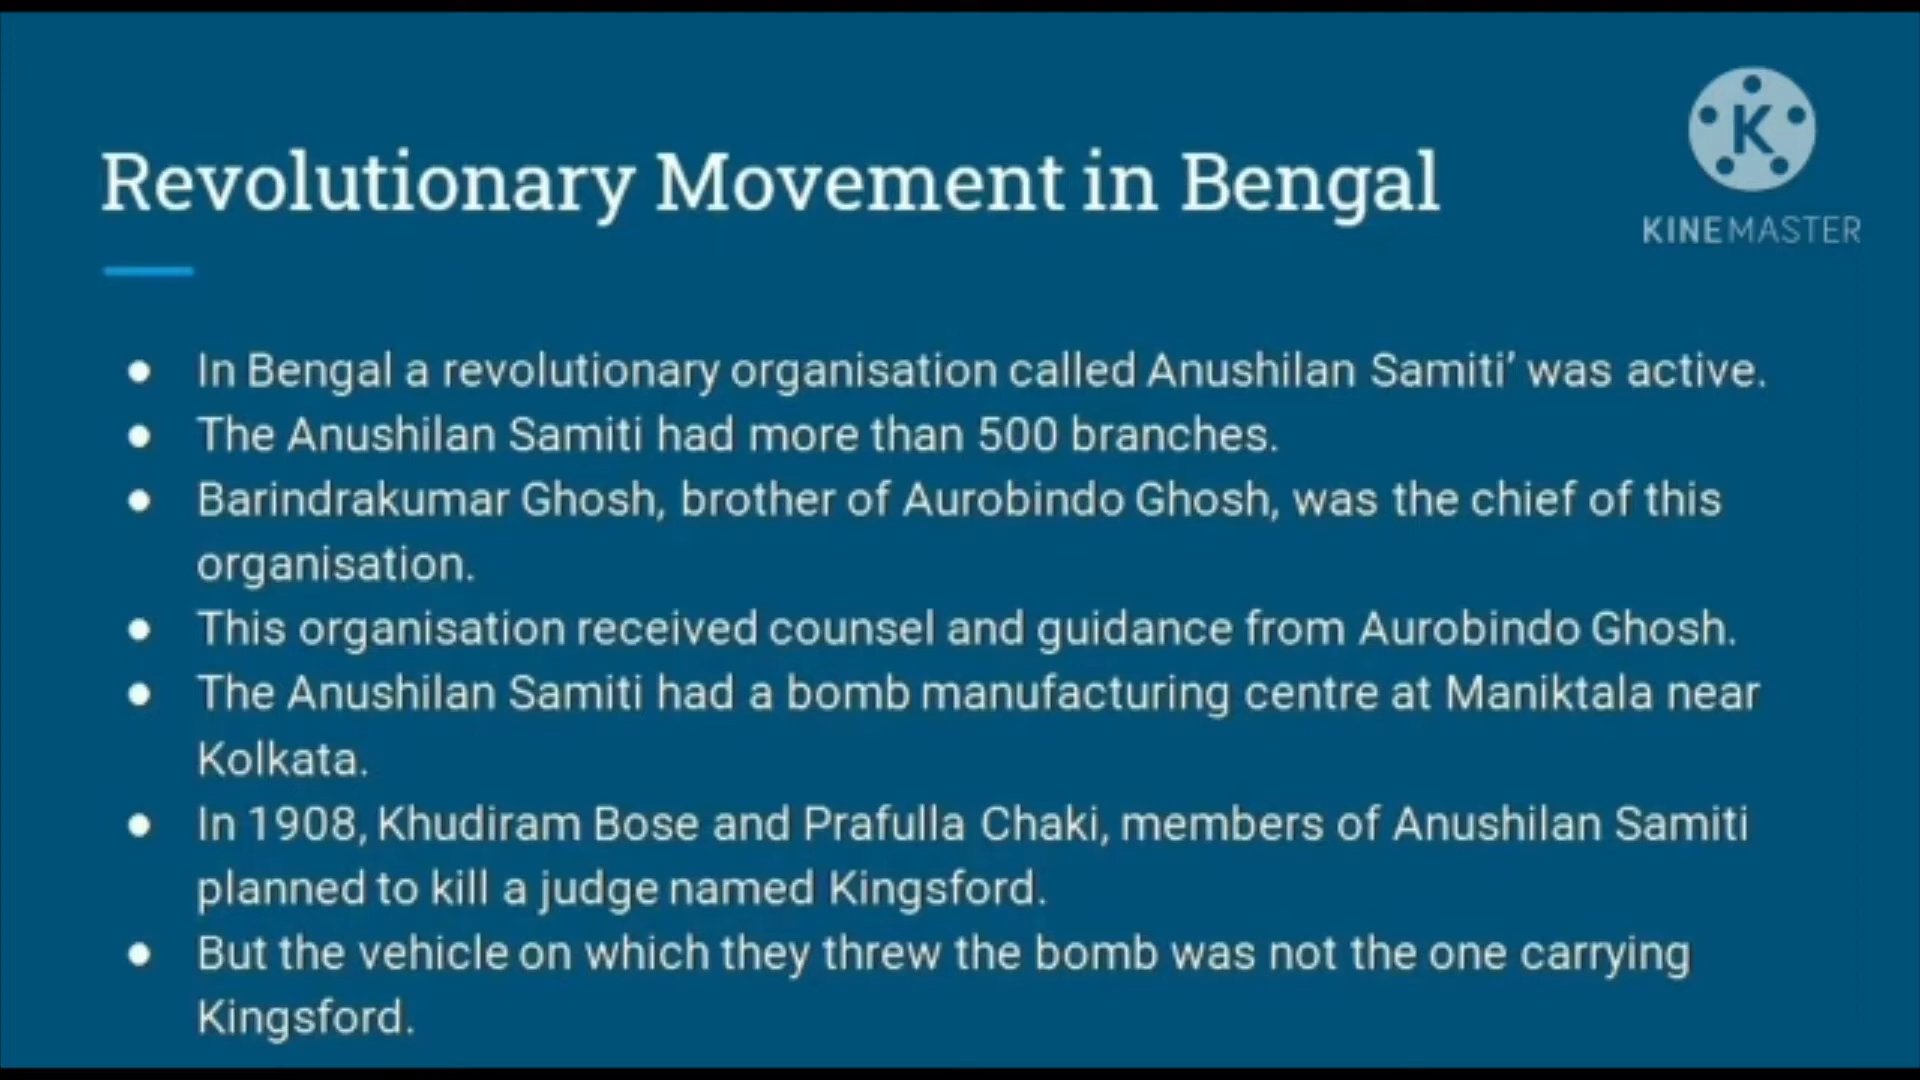 Revolutionary Movement in Bengal
K
KINEMASTER
● In Bengal a revolutionary organisation called Anushilan Samiti’ was active.
● The Anushilan Samiti had more than 500 branches.
● Barindrakumar Ghosh, brother of Aurobindo Ghosh, was the chief of this
organisation.
● This organisation received counsel and guidance from Aurobindo Ghosh.
● The Anushilan Samiti had a bomb manufacturing centre at Maniktala near
Kolkata.
● In 1908, Khudiram Bose and Prafulla Chaki, members of Anushilan Samiti
planned to kill a judge named Kingsford.
● But the vehicle on which they threw the bomb was not the one carrying
Kingsford.